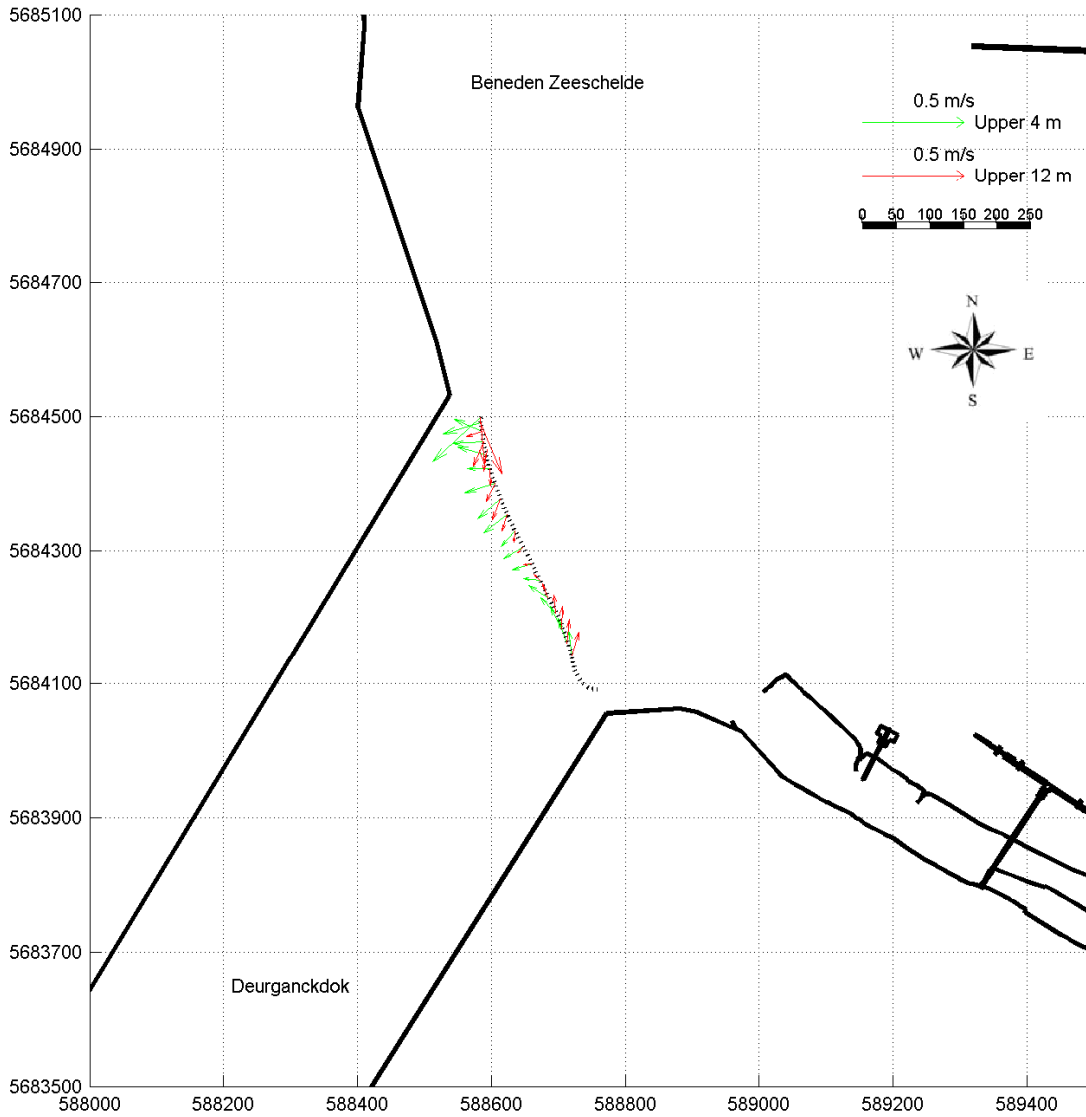 5685100
Beneden Zeeschelde
0.5 m/s
Upper 4 m
5684900
0.5 m/s
Upper 12 m
0 50 100 150 200 250
5684700
N
W E
S
5684500
5684300
5684100
5683900
5683700
Deurganckdok
5683500
588000 588200 588400 588600 588800 589000 589200 589400